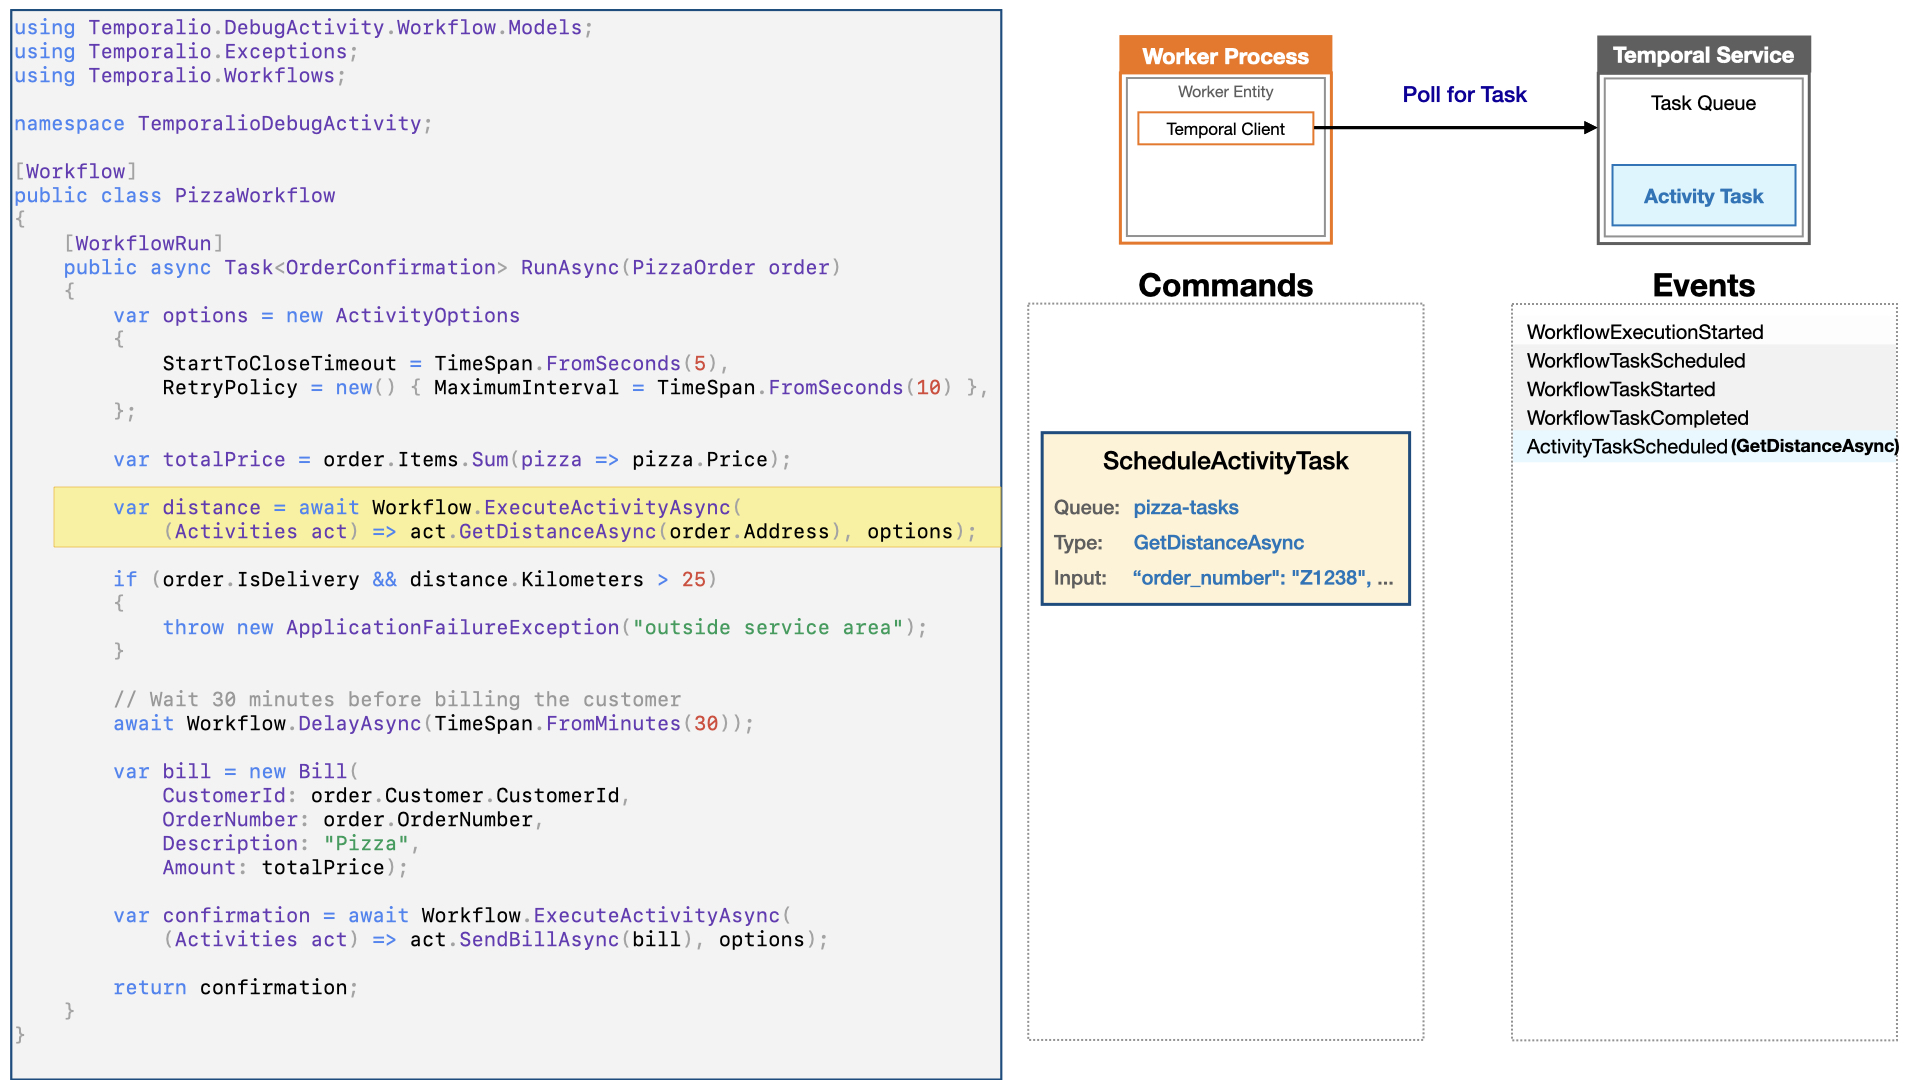 using Temporalio.DebugActivity.Workflow.Models;
using Temporalio.Exceptions;
using Temporalio.Workflows;

namespace TemporalioDebugActivity;

[Workflow]
public class PizzaWorkflow
{
    [WorkflowRun]
    public async Task<OrderConfirmation> RunAsync(PizzaOrder order)
    {
        var options = new ActivityOptions
        {
            StartToCloseTimeout = TimeSpan.FromSeconds(5),
            RetryPolicy = new() { MaximumInterval = TimeSpan.FromSeconds(10) },
        };

        var totalPrice = order.Items.Sum(pizza => pizza.Price);

        var distance = await Workflow.ExecuteActivityAsync(
            (Activities act) => act.GetDistanceAsync(order.Address), options);

        if (order.IsDelivery && distance.Kilometers > 25)
        {
            throw new ApplicationFailureException("outside service area");
        }

        // Wait 30 minutes before billing the customer
        await Workflow.DelayAsync(TimeSpan.FromMinutes(30));

        var bill = new Bill(
            CustomerId: order.Customer.CustomerId,
            OrderNumber: order.OrderNumber,
            Description: "Pizza",
            Amount: totalPrice);

        var confirmation = await Workflow.ExecuteActivityAsync(
            (Activities act) => act.SendBillAsync(bill), options);

        return confirmation;
    }
}
Worker Process
Worker Entity
Temporal Client
Poll for Task
Temporal Service
Task Queue
Activity Task
Commands
ScheduleActivityTask
Queue: pizza-tasks
Type: GetDistanceAsync
Input: “order_number": "Z1238", ...
Events
WorkflowExecutionStarted
WorkflowTaskScheduled
WorkflowTaskStarted
WorkflowTaskCompleted
ActivityTaskScheduled (GetDistanceAsync)